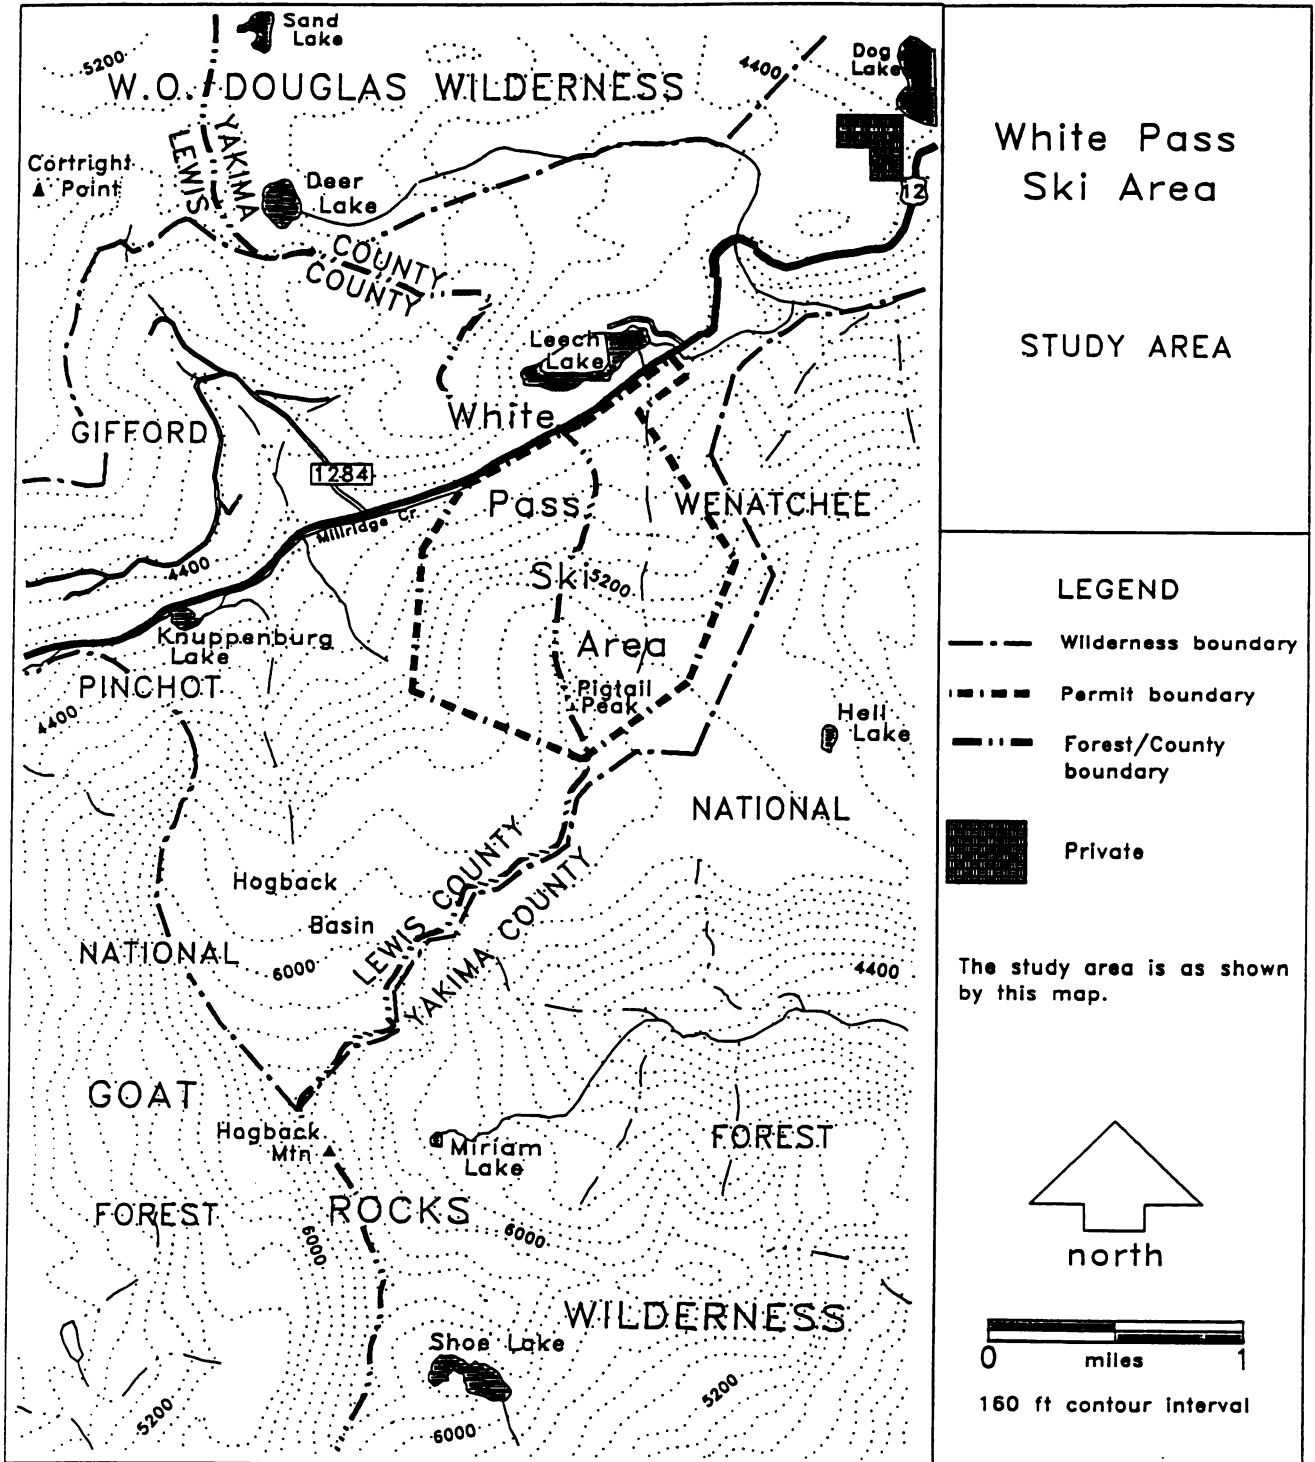 Sand
Lake
5200
W.O. DOUGLAS WILDERNESS
4400
Dog
Lake
LEWIS
YAKIMA
Cortright
Point
Deer
Lake
12
COUNTY
COUNTY
Leech
Lake
White
GIFFORD
1284
Pass
WENATCHEE
Millridge Cr.
4400
Ski
5200
Knuppenburg
Lake
Area
PINCHOT
Pigtail
Peak
4400
Hell
Lake
NATIONAL
Hogback
Basin
LEWIS COUNTY
YAKIMA COUNTY
NATIONAL
6000
4400
GOAT
Hogback
Mtn
Miriam
Lake
FOREST
FOREST
ROCKS
6000
6000
WILDERNESS
Shoe Lake
5200
5200
6000
White Pass
Ski Area
STUDY AREA
LEGEND
Wilderness boundary
Permit boundary
Forest/County
boundary
Private
The study area is as shown
by this map.
north
0 miles 1
160 ft contour interval